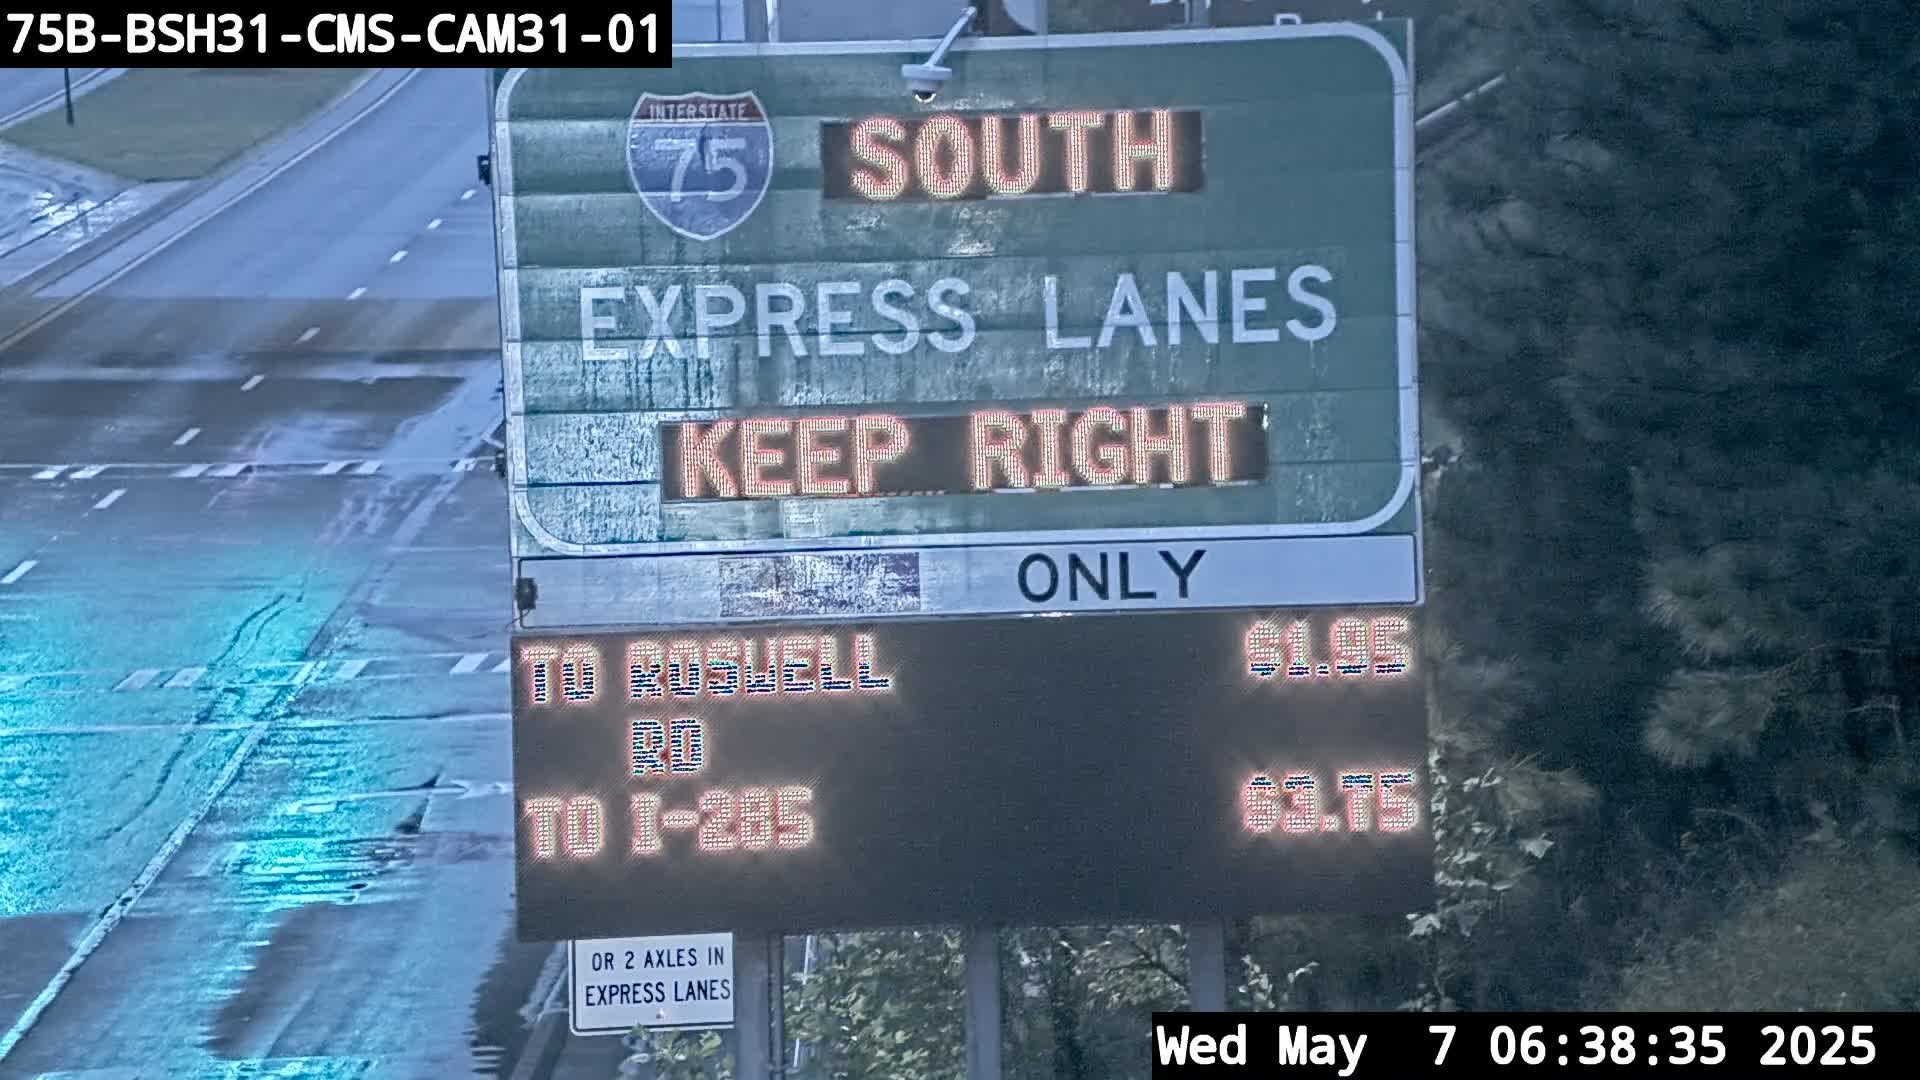 75B-BSH31-CMS-CAM31-01
INTERSTATE
75
SOUTH
EXPRESS LANES
KEEP RIGHT
ONLY
TO ROSWELL $1.95
RD
TO I-285 $3.75
OR 2 AXLES IN
EXPRESS LANES
Wed May 7 06:38:35 2025